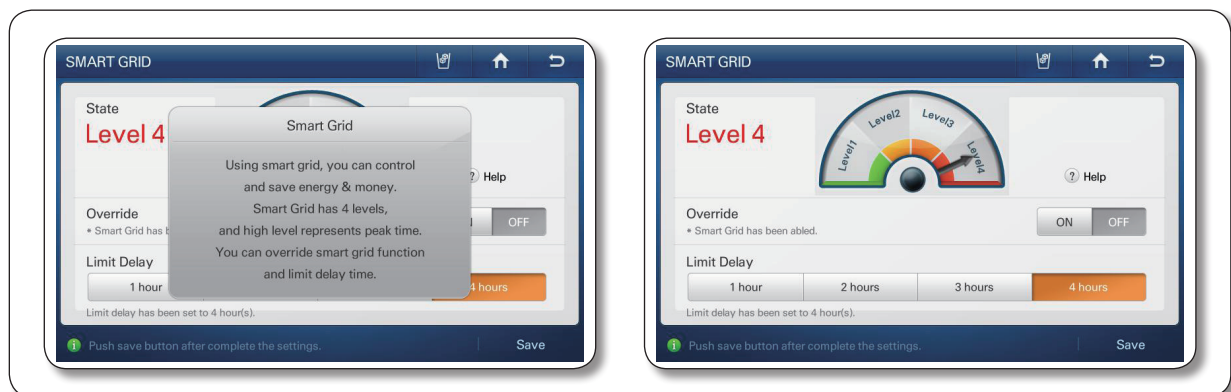 SMART GRID
State
Level 4
Smart Grid
Using smart grid, you can control
and save energy & money.
Smart Grid has 4 levels,
and high level represents peak time.
You can override smart grid function
and limit delay time.
Help
Override
OFF
• Smart Grid has
Limit Delay
1 hour
4 hours
Limit delay has been set to 4 hour(s).
Push save button after complete the settings.
Save
SMART GRID
State
Level 4
Level1
Level2
Level3
Level4
? Help
Override
ON
OFF
• Smart Grid has been abled.
Limit Delay
1 hour
2 hours
3 hours
4 hours
Limit delay has been set to 4 hour(s).
Push save button after complete the settings.
Save